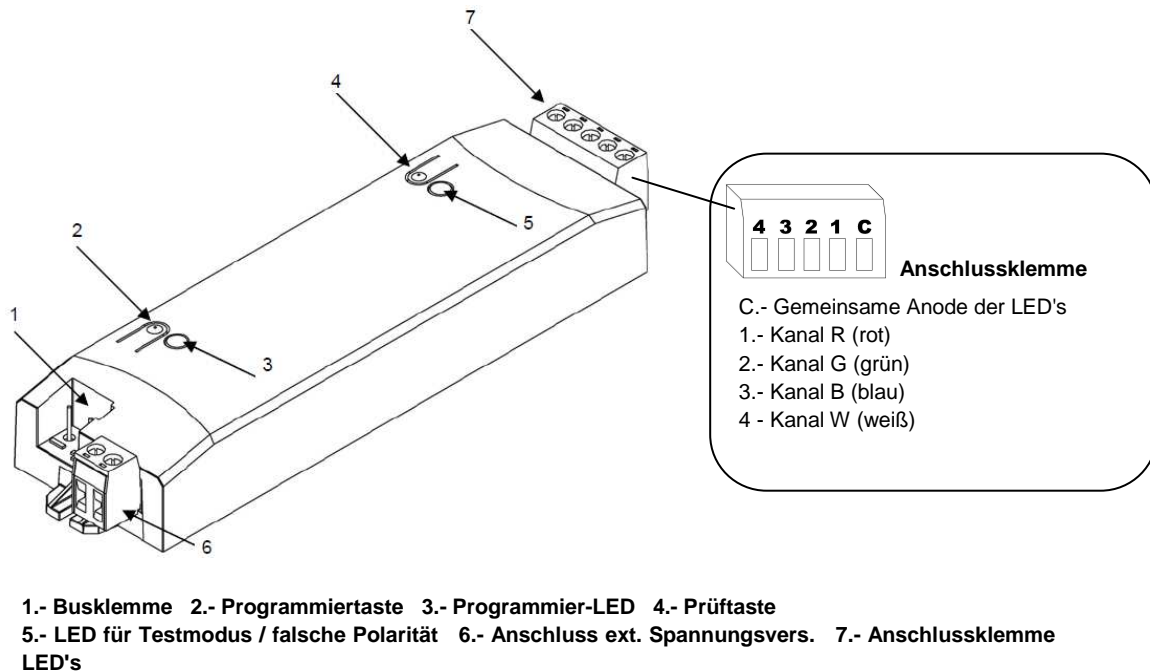 7
4
5
2
1
3
6
4 3 2 1 C
Anschlussklemme
C.- Gemeinsame Anode der LED's
1.- Kanal R (rot)
2.- Kanal G (grün)
3.- Kanal B (blau)
4 - Kanal W (weiß)
1.- Busklemme 2.- Programmiertaste 3.- Programmier-LED 4.- Prüftaste
5.- LED für Testmodus / falsche Polarität 6.- Anschluss ext. Spannungsvers. 7.- Anschlussklemme
LED's